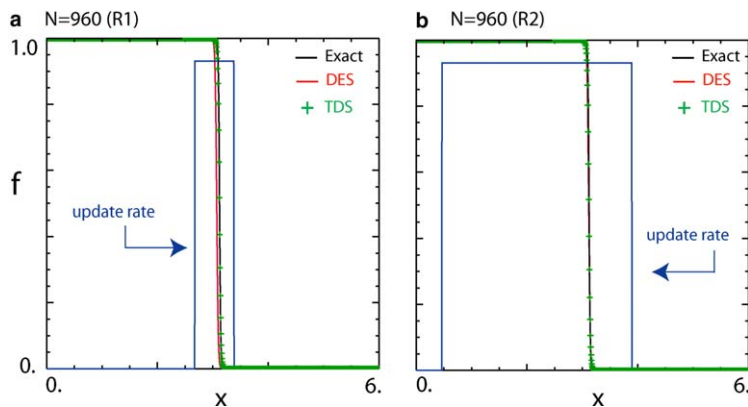 a N=960 (R1)
1.0
f
0.
Exact
DES
TDS
update rate
0.
x
6.
b N=960 (R2)
Exact
DES
TDS
update rate
0.
x
6.